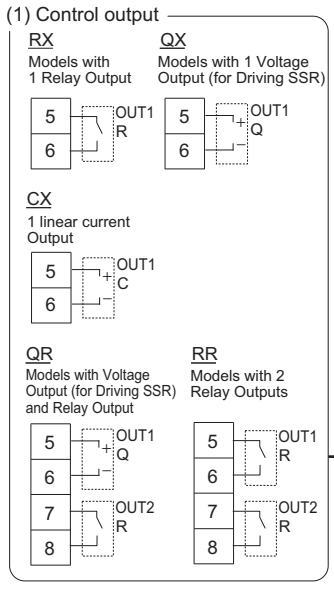 (1) Control output
RX
Models with
1 Relay Output
5
6
OUT1
R
QX
Models with 1 Voltage
Output (for Driving SSR)
5
6
+
−
OUT1
Q
CX
1 linear current
Output
5
6
+
−
OUT1
C
QR
Models with Voltage
Output (for Driving SSR)
and Relay Output
5
6
7
8
+
−
OUT1
Q
OUT2
R
RR
Models with 2
Relay Outputs
5
6
7
8
OUT1
R
OUT2
R